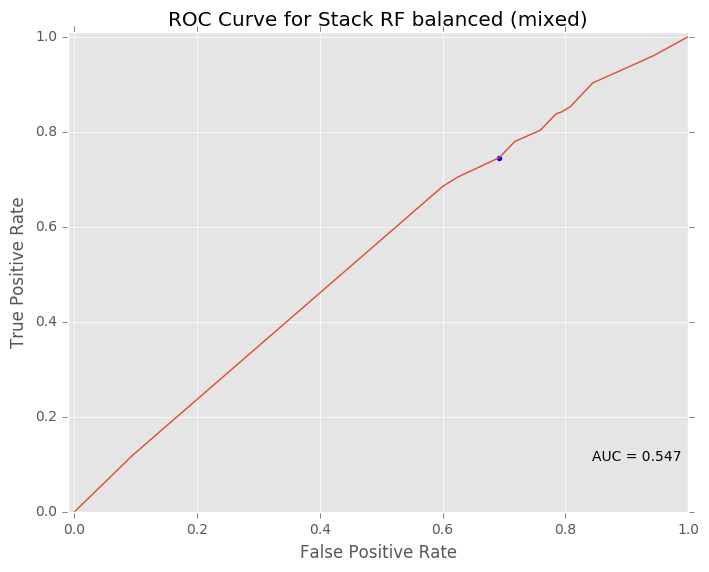 ROC Curve for Stack RF balanced (mixed)
1.0
0.8
0.6
0.4
0.2
0.0
True Positive Rate
AUC = 0.547
0.0 0.2 0.4 0.6 0.8 1.0
False Positive Rate